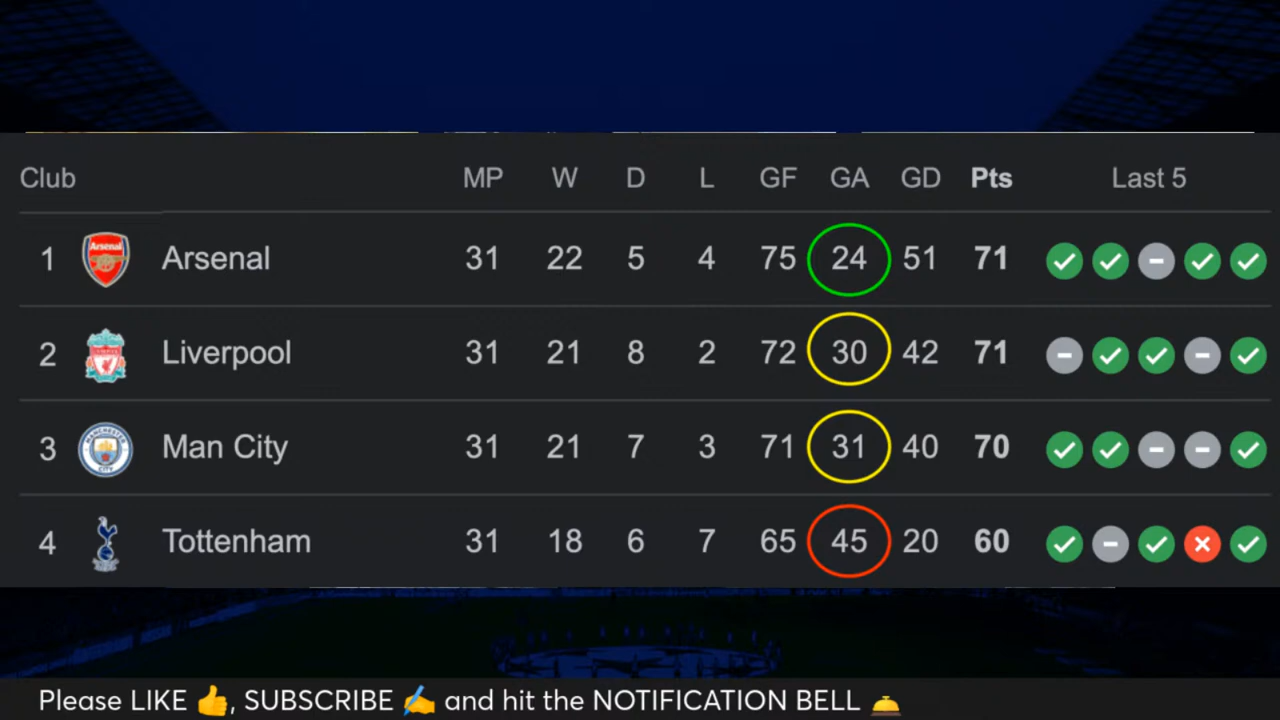 Club MP W D L GF GA GD Pts Last 5
1 Arsenal Arsenal 31 22 5 4 75 24 51 71
2 Liverpool 31 21 8 2 72 30 42 71
3 Man City 31 21 7 3 71 31 40 70
4 Tottenham 31 18 6 7 65 45 20 60
Please LIKE 👍, SUBSCRIBE ✍️ and hit the NOTIFICATION BELL 🛎️